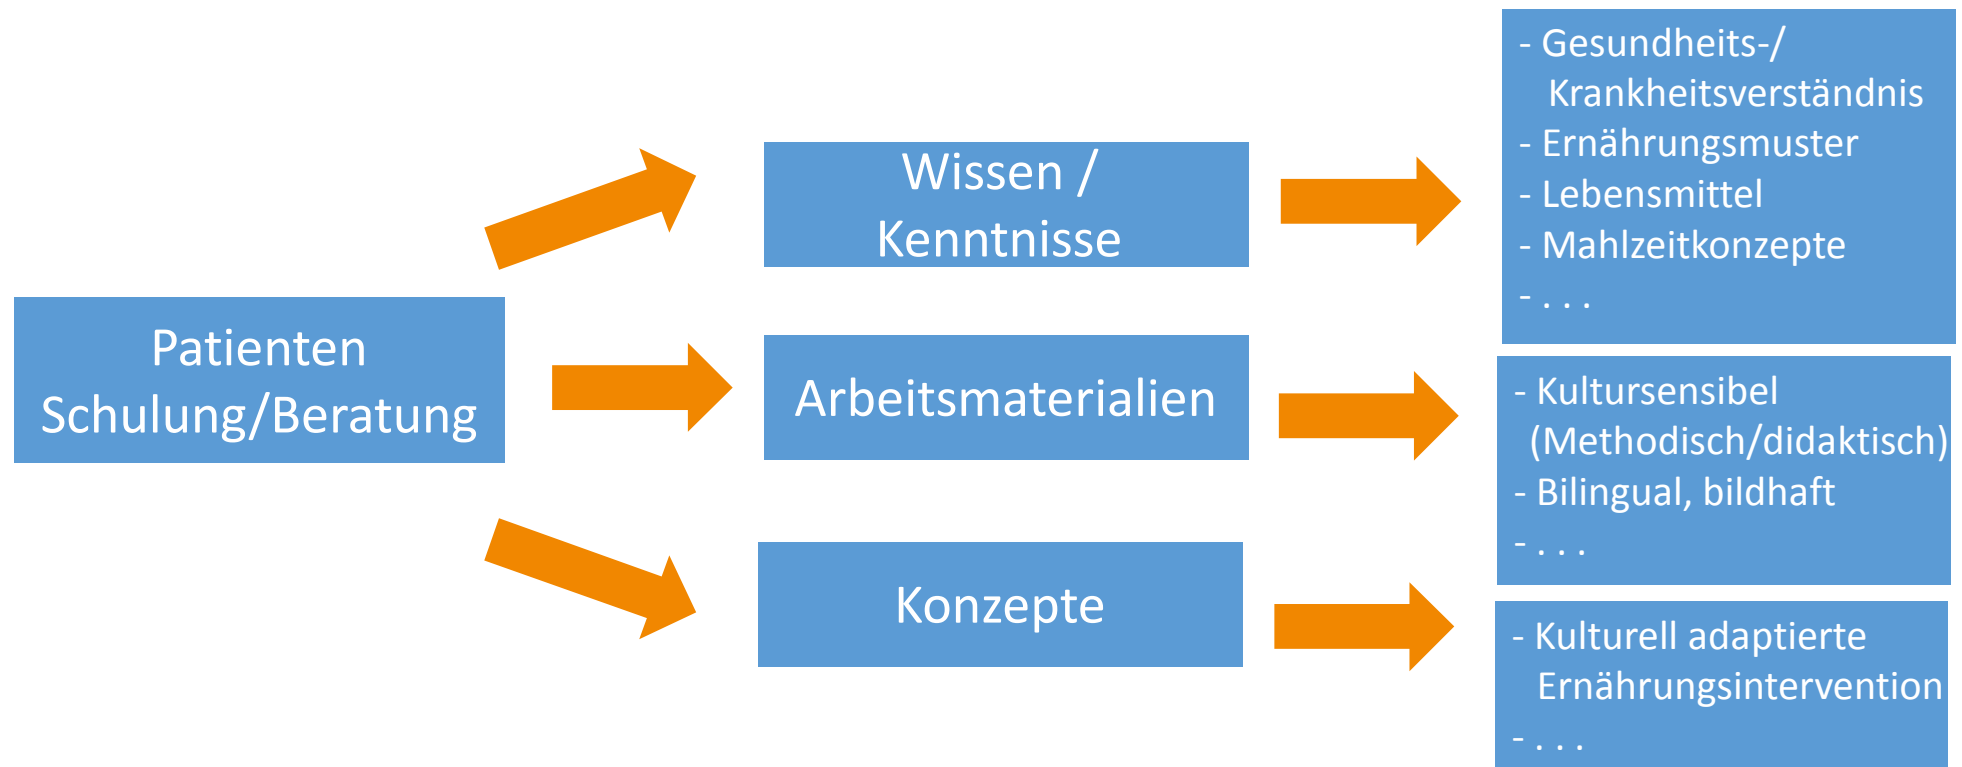 Patienten
Schulung/Beratung
Wissen /
Kenntnisse
- Gesundheits-/
Krankheitsverständnis
- Ernährungsmuster
- Lebensmittel
- Mahlzeitkonzepte
- . . .
Arbeitsmaterialien
- Kultursensibel
(Methodisch/didaktisch)
- Bilingual, bildhaft
- . . .
Konzepte
- Kulturell adaptierte
Ernährungsintervention
- . . .